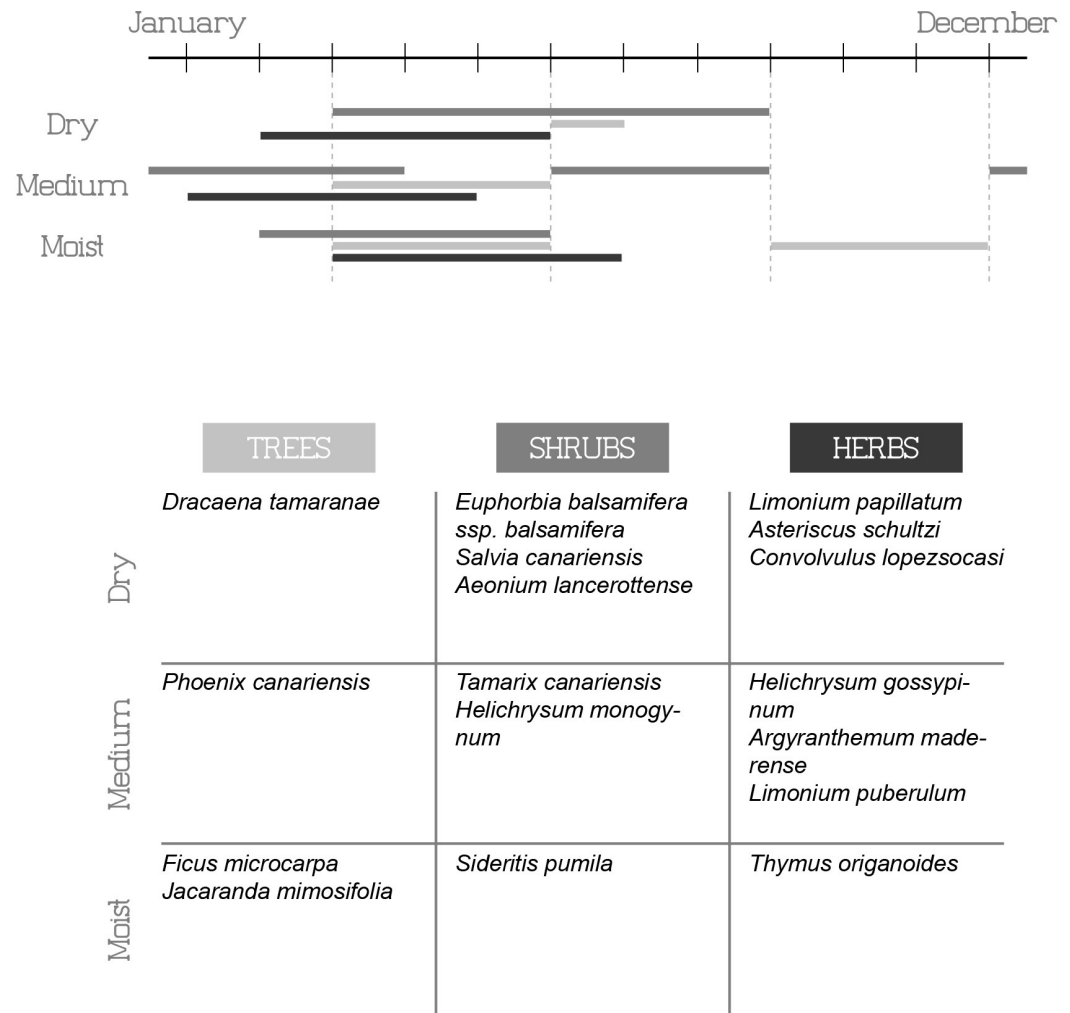 January December
Dry
Medium
Moist
TREES SHRUBS HERBS
Dry
Dracaena tamaranae
Euphorbia balsamifera
ssp. balsamifera
Salvia canariensis
Aeonium lancerottense
Limonium papillatum
Asteriscus schultzi
Convolvulus lopezsocasi
Medium
Phoenix canariensis
Tamarix canariensis
Helichrysum monogy-
num
Helichrysum gossypi-
num
Argyranthemum made-
rense
Limonium puberulum
Moist
Ficus microcarpa
Jacaranda mimosifolia
Sideritis pumila
Thymus origanoides